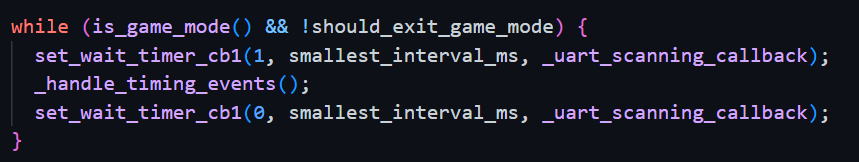 while (is_game_mode() && !should_exit_game_mode) {
set_wait_timer_cb1(1, smallest_interval_ms, _uart_scanning_callback);
_handle_timing_events();
set_wait_timer_cb1(0, smallest_interval_ms, _uart_scanning_callback);
}